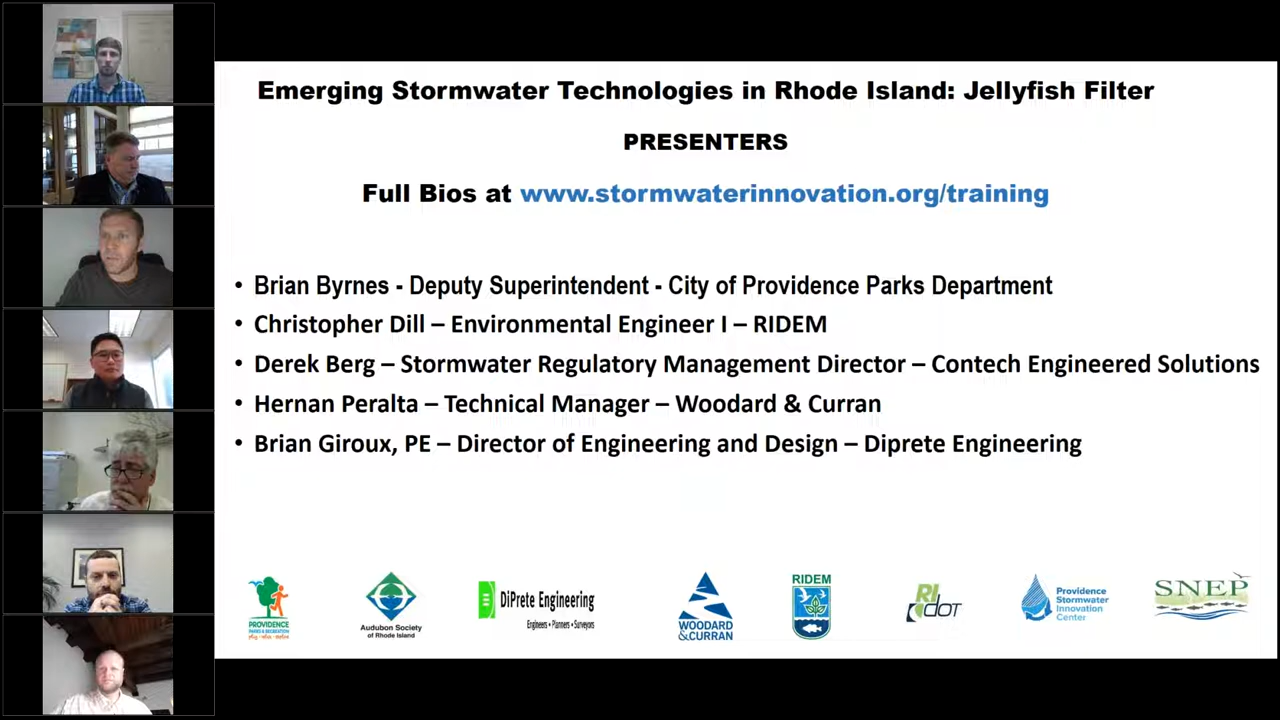 Emerging Stormwater Technologies in Rhode Island: Jellyfish Filter
PRESENTERS
Full Bios at www.stormwaterinnovation.org/training
• Brian Byrnes - Deputy Superintendent - City of Providence Parks Department
• Christopher Dill – Environmental Engineer I – RIDEM
• Derek Berg – Stormwater Regulatory Management Director – Contech Engineered Solutions
• Hernan Peralta – Technical Manager – Woodard & Curran
• Brian Giroux, PE – Director of Engineering and Design – Diprete Engineering
PROVIDENCE
PARKS & RECREATION
Audubon Society
of Rhode Island
DiPrete Engineering
Engineers • Planners • Surveyors
WOODARD
&CURRAN
RIDEM
RI
DOT
Providence
Stormwater
Innovation
Center
SNEP